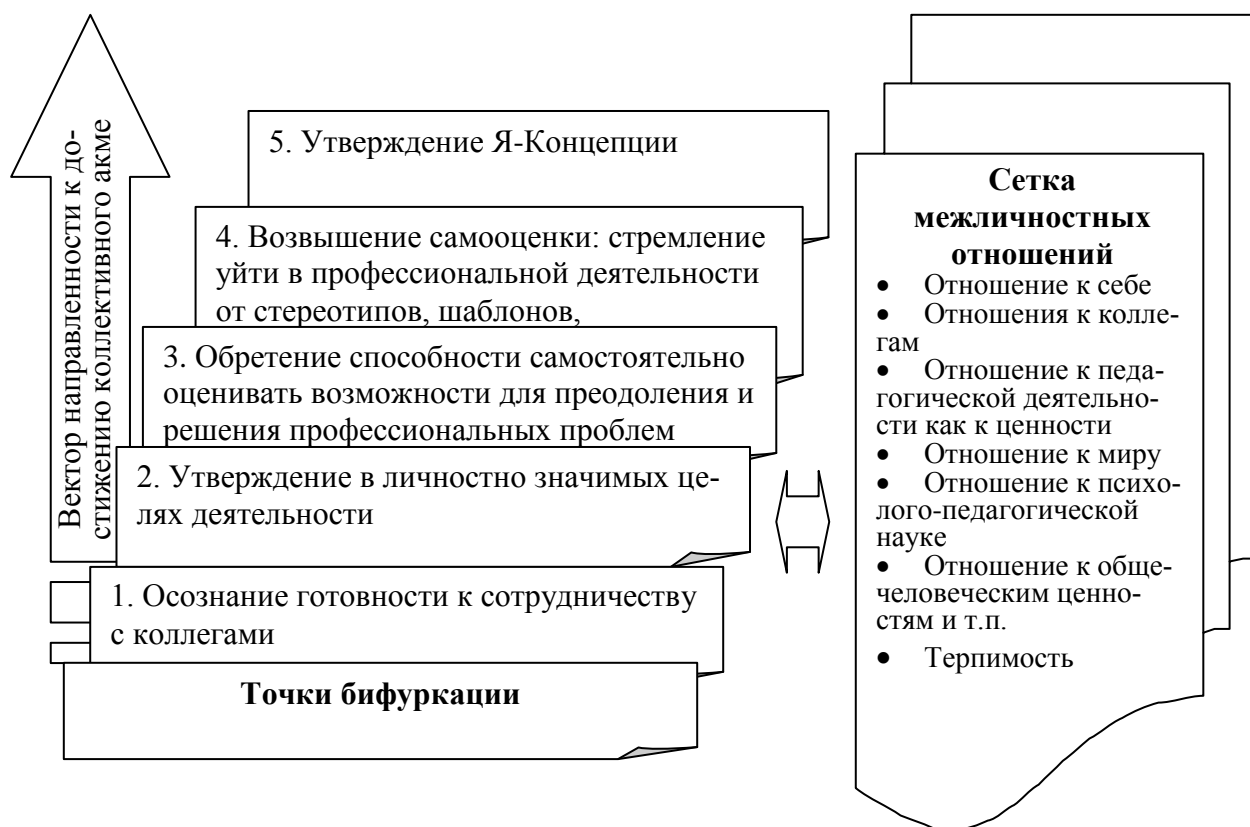 Вектор направленности к до-
стижению коллективного акме
5. Утверждение Я-Концепции
4. Возвышение самооценки: стремление
уйти в профессиональной деятельности
от стереотипов, шаблонов,
3. Обретение способности самостоятельно
оценивать возможности для преодоления и
решения профессиональных проблем
2. Утверждение в личностно значимых це-
лях деятельности
1. Осознание готовности к сотрудничеству
с коллегами
Точки бифуркации
Сетка
межличностных
отношений
• Отношение к себе
• Отношения к колле-
гам
• Отношение к педа-
гогической деятельно-
сти как к ценности
• Отношение к миру
• Отношение к психо-
лого-педагогической
науке
• Отношение к обще-
человеческим ценно-
стям и т.п.
• Терпимость